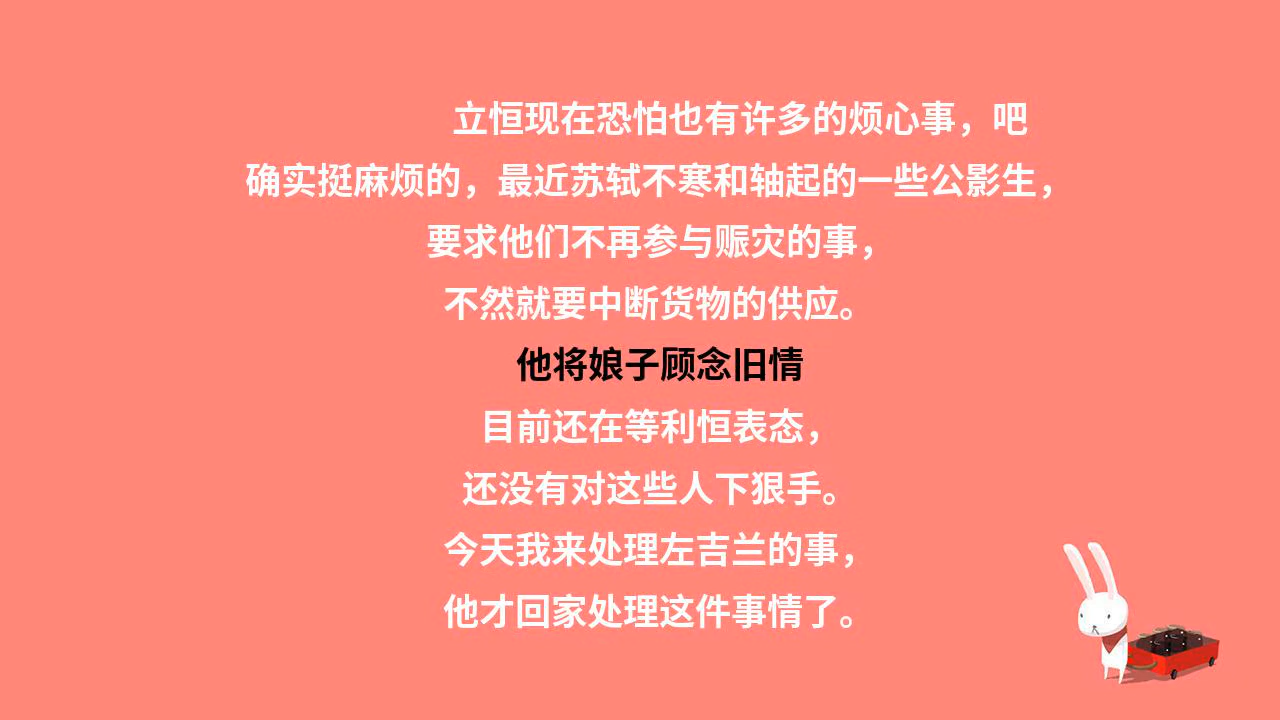 立恒现在恐怕也有许多的烦心事，吧
确实挺麻烦的，最近苏轼不寒和轴起的一些公影生，
要求他们不再参与赈灾的事，
不然就要中断货物的供应。
他将娘子顾念旧情
目前还在等利恒表态，
还没有对这些人下狠手。
今天我来处理左吉兰的事，
他才回家处理这件事情了。